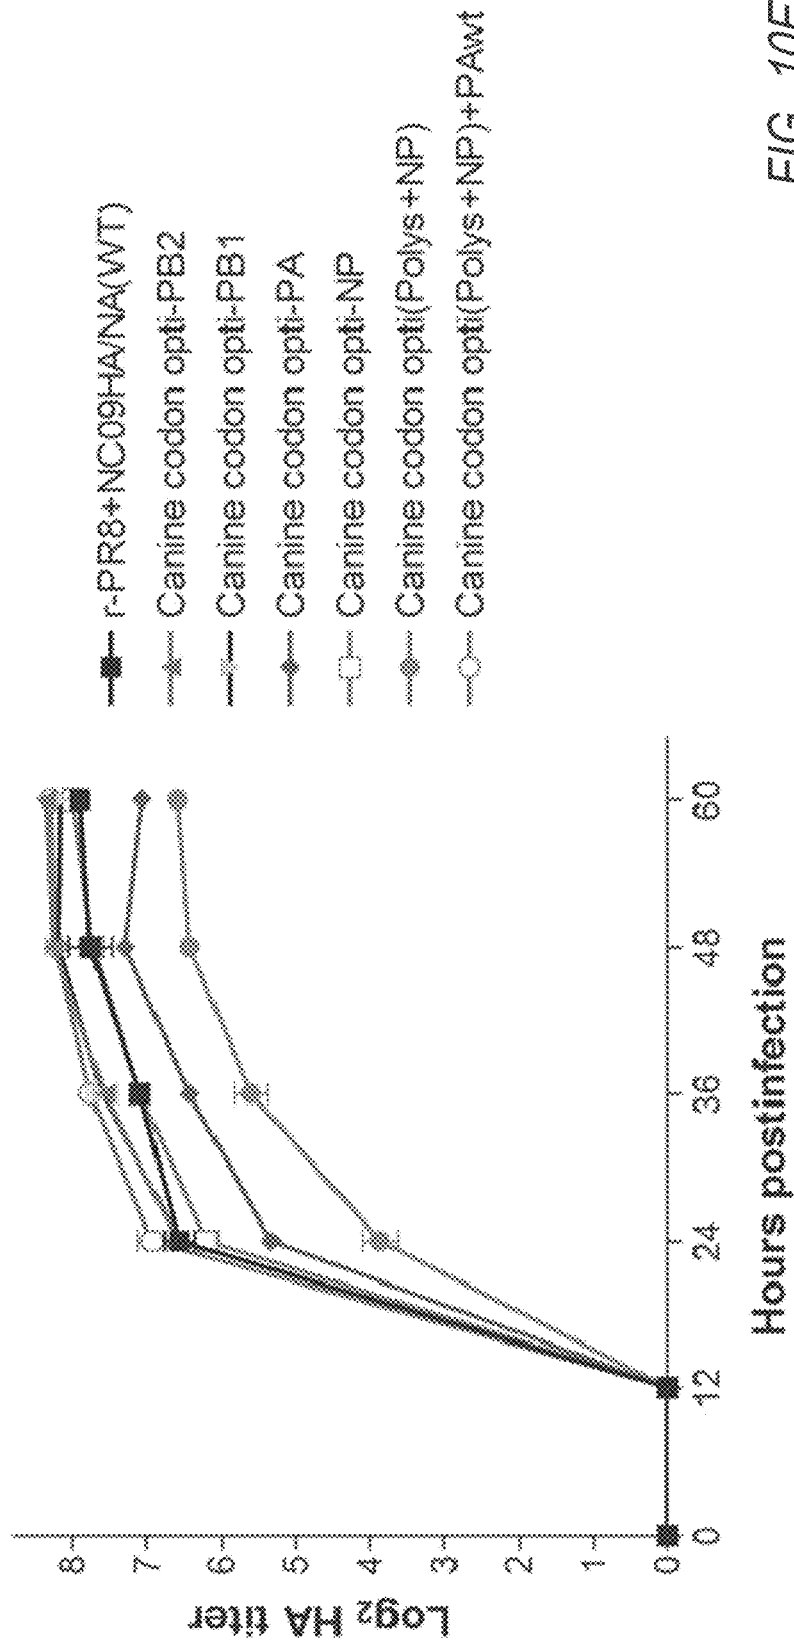 Log₂ HA titer
8
7
6
5
4
3
2
1
0
0
12
24
36
48
60
Hours postinfection
r-PR8+NC09HA/NA(WT)
Canine codon opti-PB2
Canine codon opti-PB1
Canine codon opti-PA
Canine codon opti-NP
Canine codon opti(Polys+NP)
Canine codon opti(Polys+NP)+PAwt
FIG.